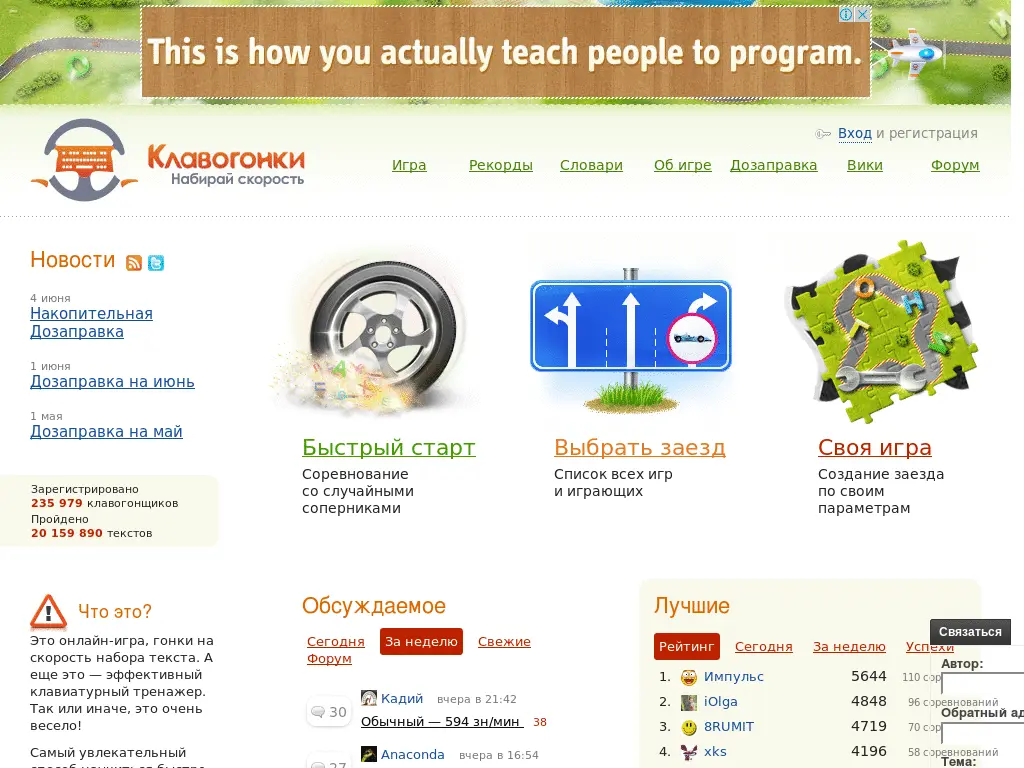 This is how you actually teach people to program.
Клавогонки
Набирай скорость
Вход и регистрация
Игра Рекорды Словари Об игре Дозаправка Вики Форум
Новости
4 июня
Накопительная
Дозаправка
1 июня
Дозаправка на июнь
1 мая
Дозаправка на май
Зарегистрировано
235 979 клавогонщиков
Пройдено
20 159 890 текстов
Быстрый старт
Соревнование
со случайными
соперниками
Выбрать заезд
Список всех игр
и играющих
Своя игра
Создание заезда
по своим
параметрам
Что это?
Это онлайн-игра, гонки на
скорость набора текста. А
еще это — эффективный
клавиатурный тренажер.
Так или иначе, это очень
весело!
Самый увлекательный
Обсуждаемое
Сегодня За неделю Свежие
Форум
30 Кадий вчера в 21:42
Обычный — 594 зн/мин 38
27 Anaconda вчера в 16:54
Лучшие
Рейтинг Сегодня За неделю Успехи
1. Импульс 5644 110
2. iOlga 4848 96 соревнований
3. 8RUMIT 4719 70
4. xks 4196 58 соревнований
Связаться
Автор:
Обратный ад
Тема: